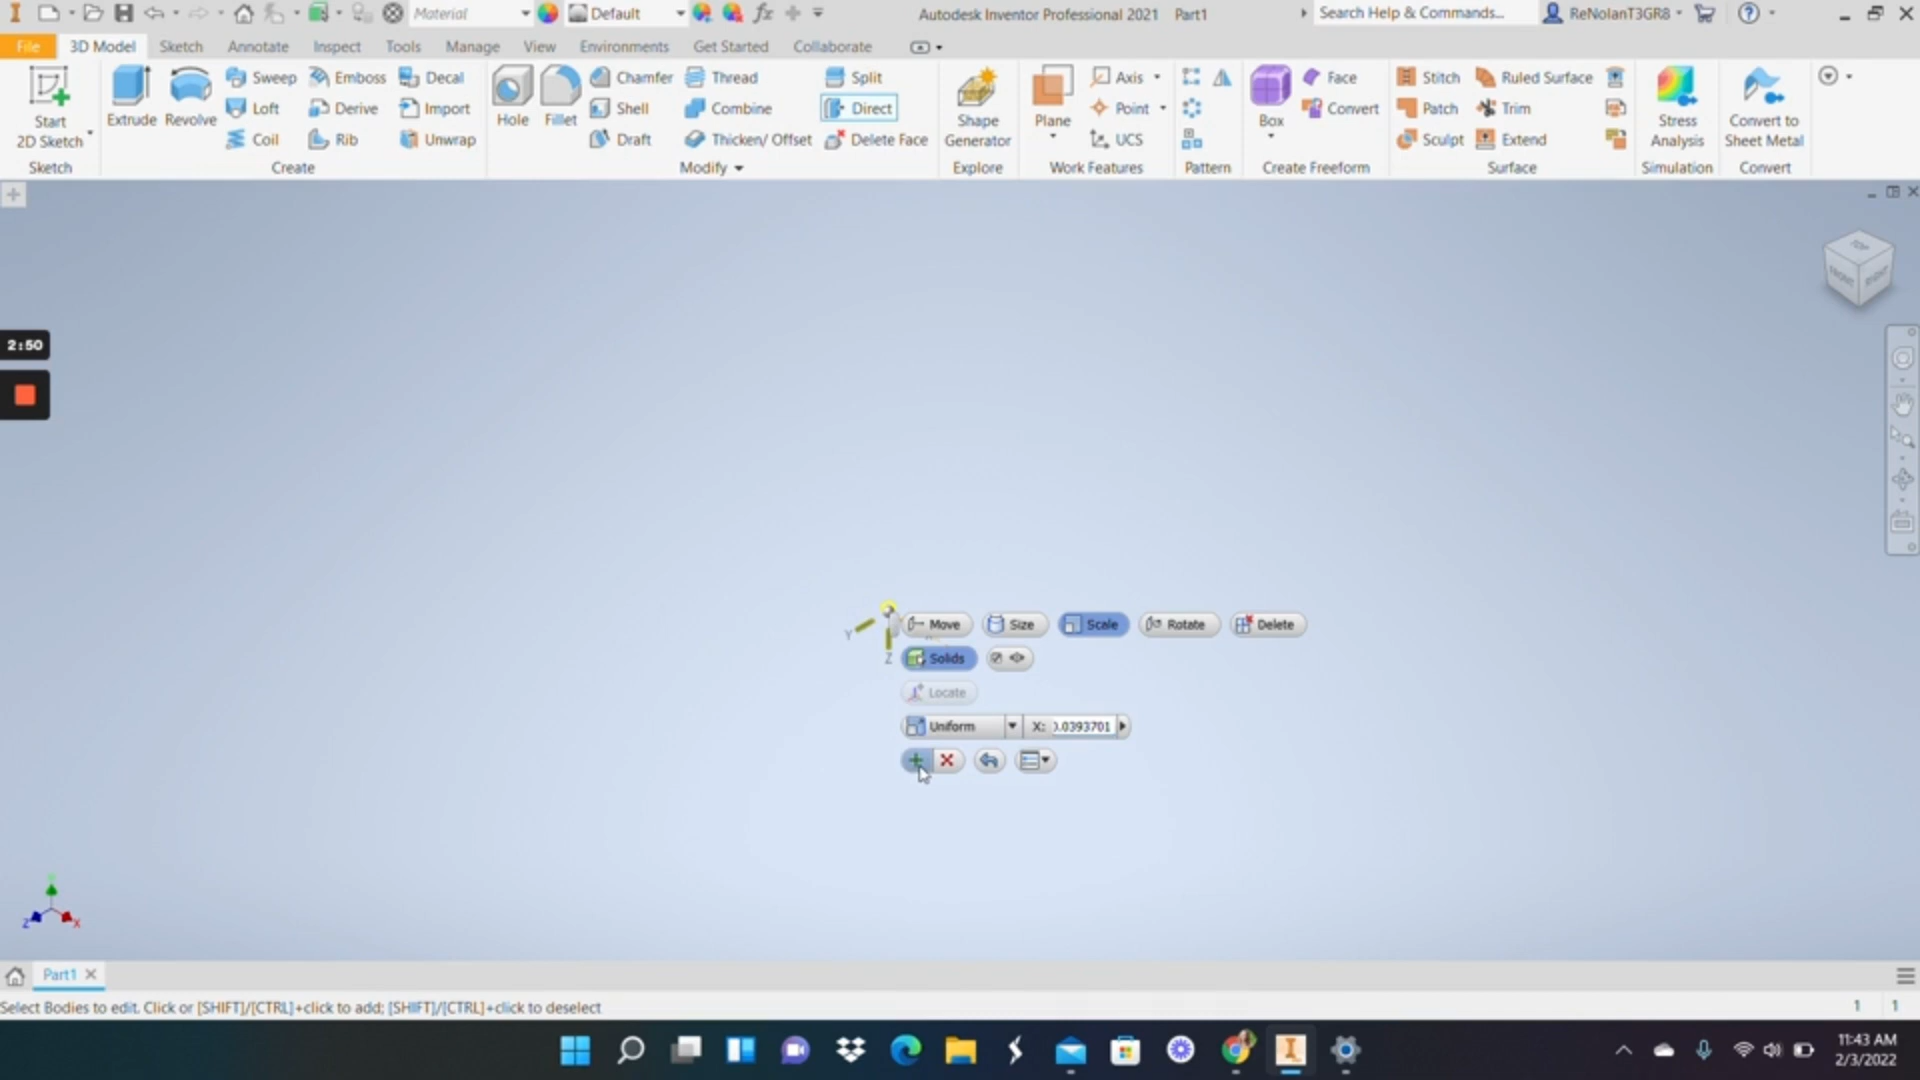 Material Default Autodesk Inventor Professional 2021 Part1 Search Help & Commands... ReNolanT3GR8
File 3D Model Sketch Annotate Inspect Tools Manage View Environments Get Started Collaborate
Start
2D Sketch
Sketch
Extrude Revolve
Sweep Emboss Decal
Loft Derive Import
Coil Rib Unwrap
Create
Hole Fillet
Chamfer Thread Split
Shell Combine Direct
Draft Thicken/ Offset Delete Face
Modify
Shape
Generator
Explore
Plane
Axis
Point
UCS
Work Features
Pattern
Box
Face
Convert
Create Freeform
Stitch Ruled Surface
Patch Trim
Sculpt Extend
Surface
Stress
Analysis
Simulation
Convert to
Sheet Metal
Convert
TOP
FRONT RIGHT
2:50
Y
Z
Move Size Scale Rotate Delete
Solids
Locate
Uniform X: 0.0393701
Z X
Part1
Select Bodies to edit. Click or [SHIFT]/[CTRL]+click to add; [SHIFT]/[CTRL]+click to deselect 1 1
11:43 AM
2/3/2022